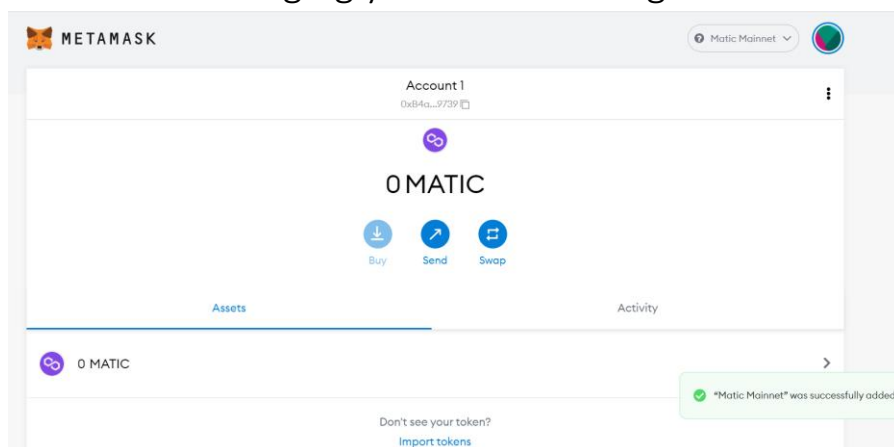 METAMASK
Matic Mainnet
Account 1
0xB4a...9739
0 MATIC
Buy
Send
Swap
Assets
Activity
0 MATIC
"Matic Mainnet" was successfully added
Don't see your token?
Import tokens